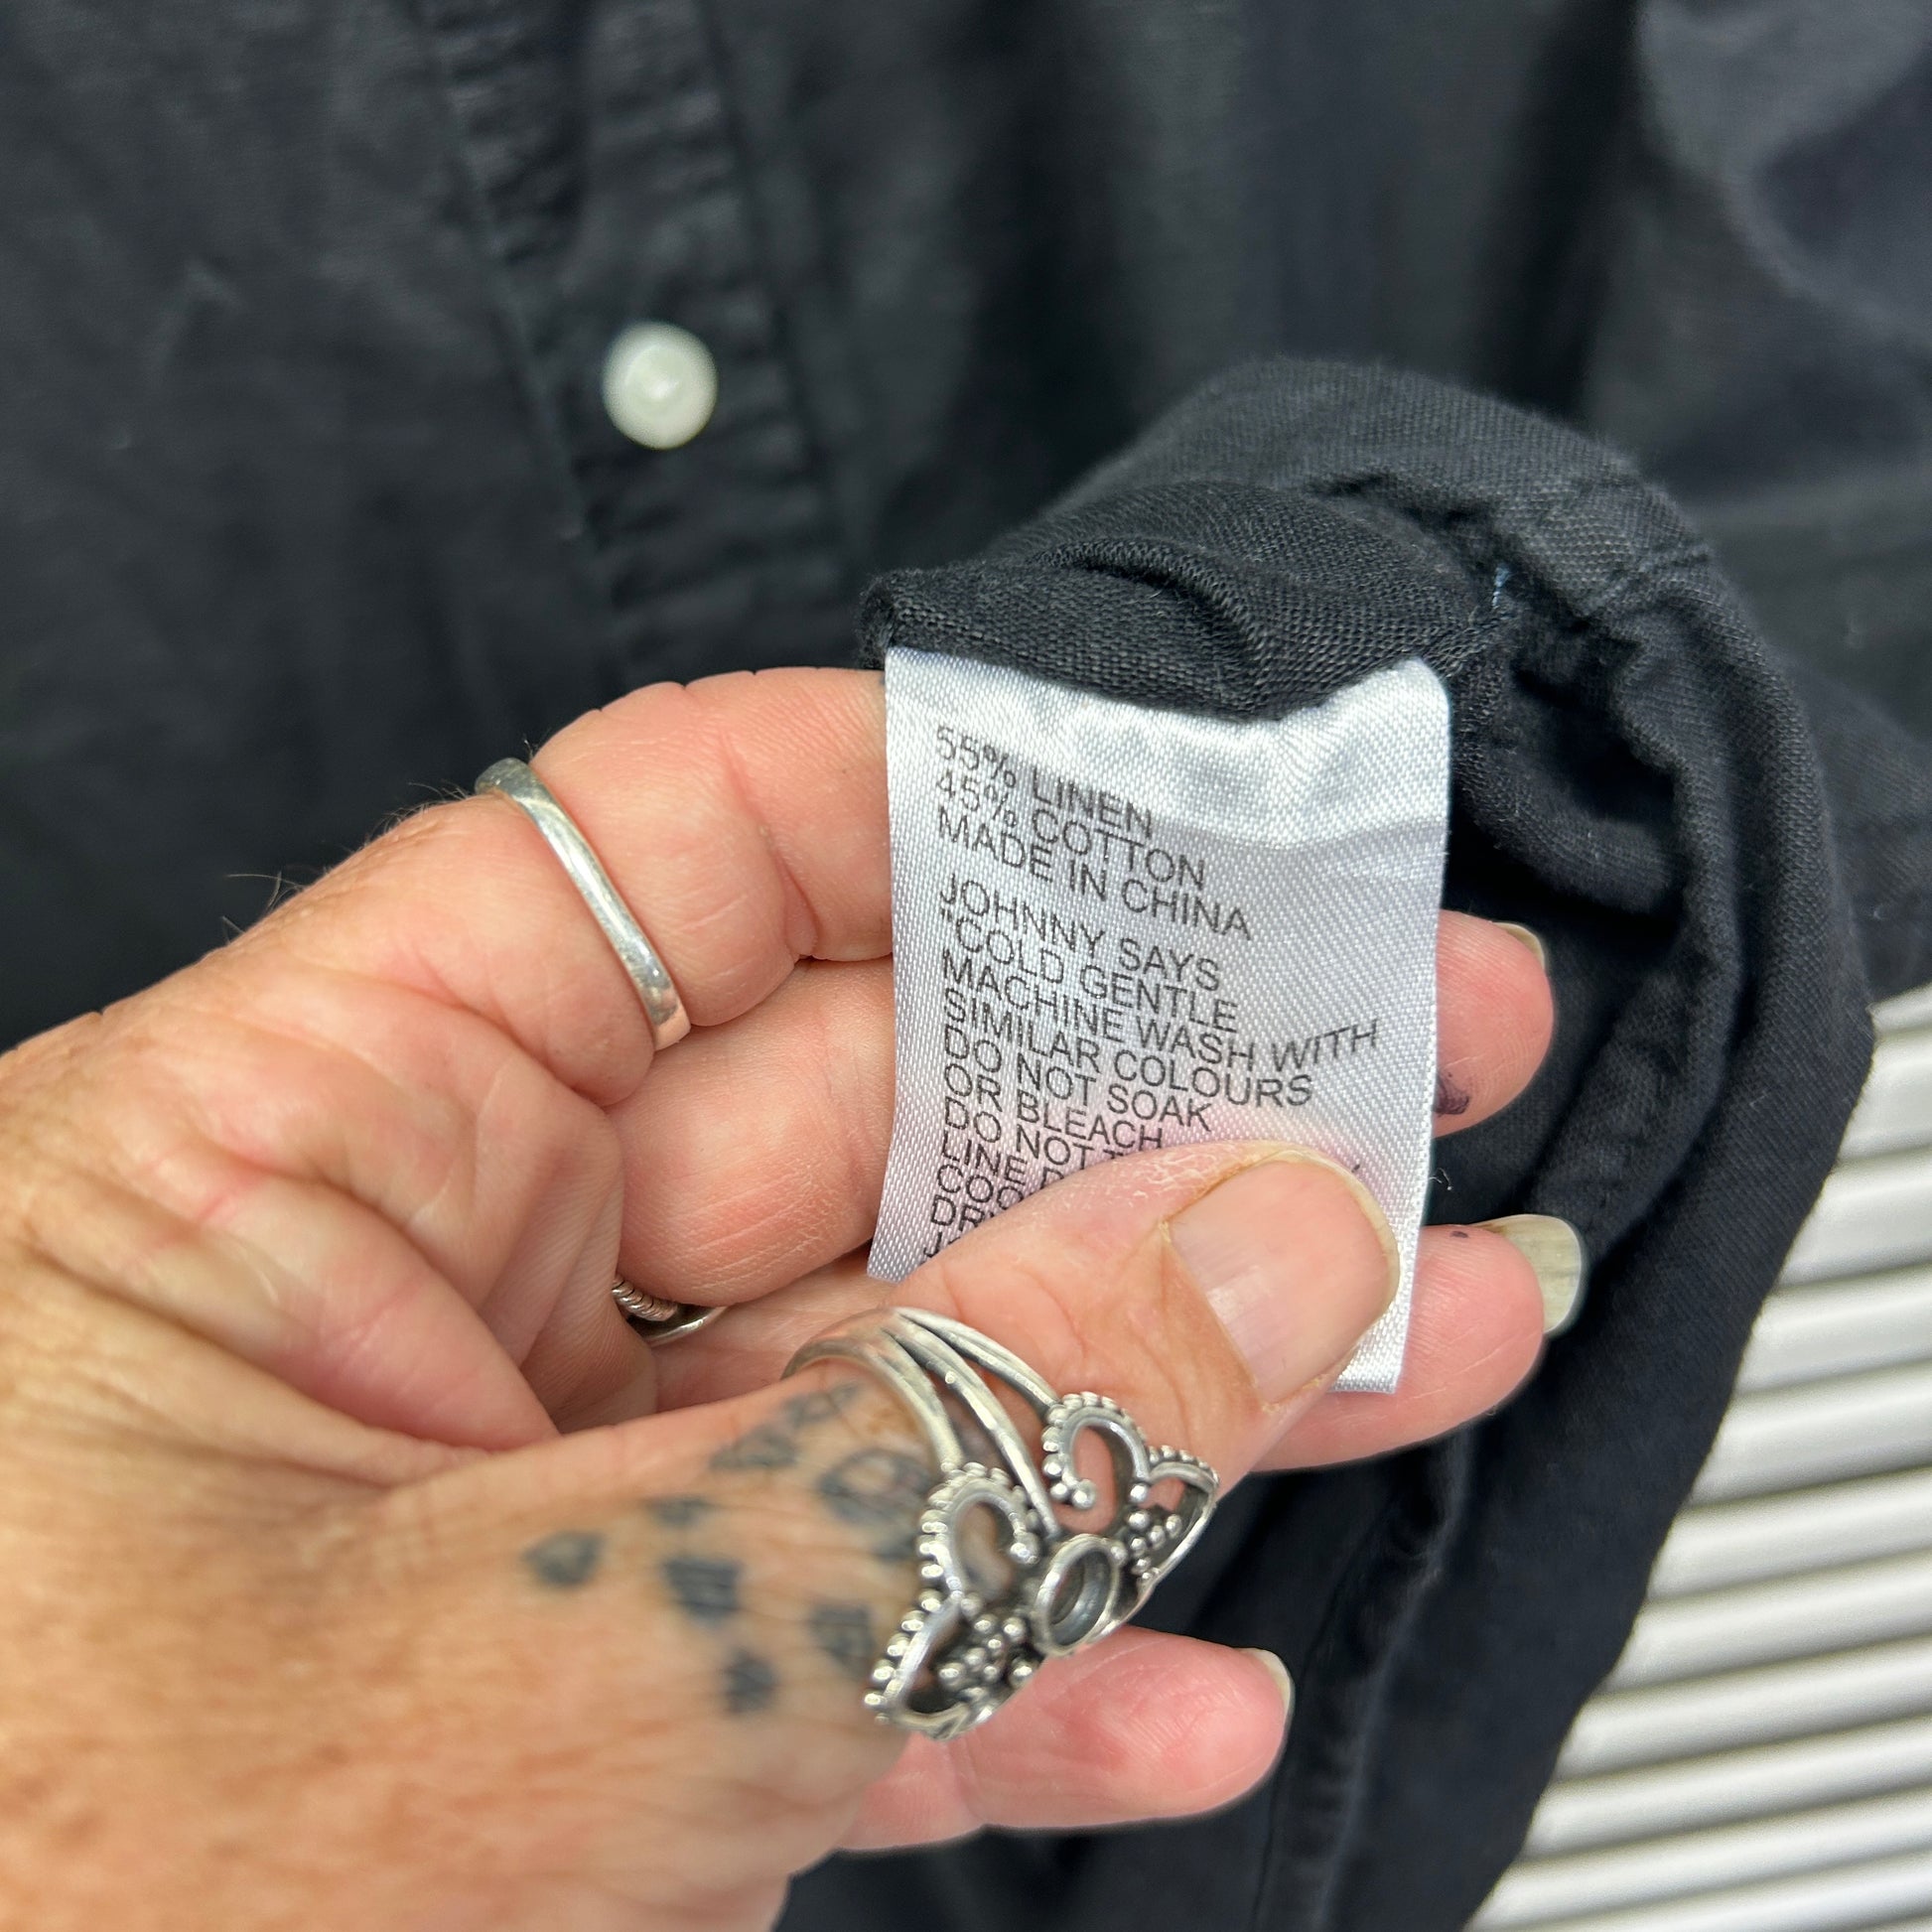 55% LINEN
45% COTTON
MADE IN CHINA
JOHNNY SAYS
"COLD GENTLE
MACHINE WASH WITH
SIMILAR COLOURS
DO NOT SOAK
OR BLEACH
DO NOT
LINE